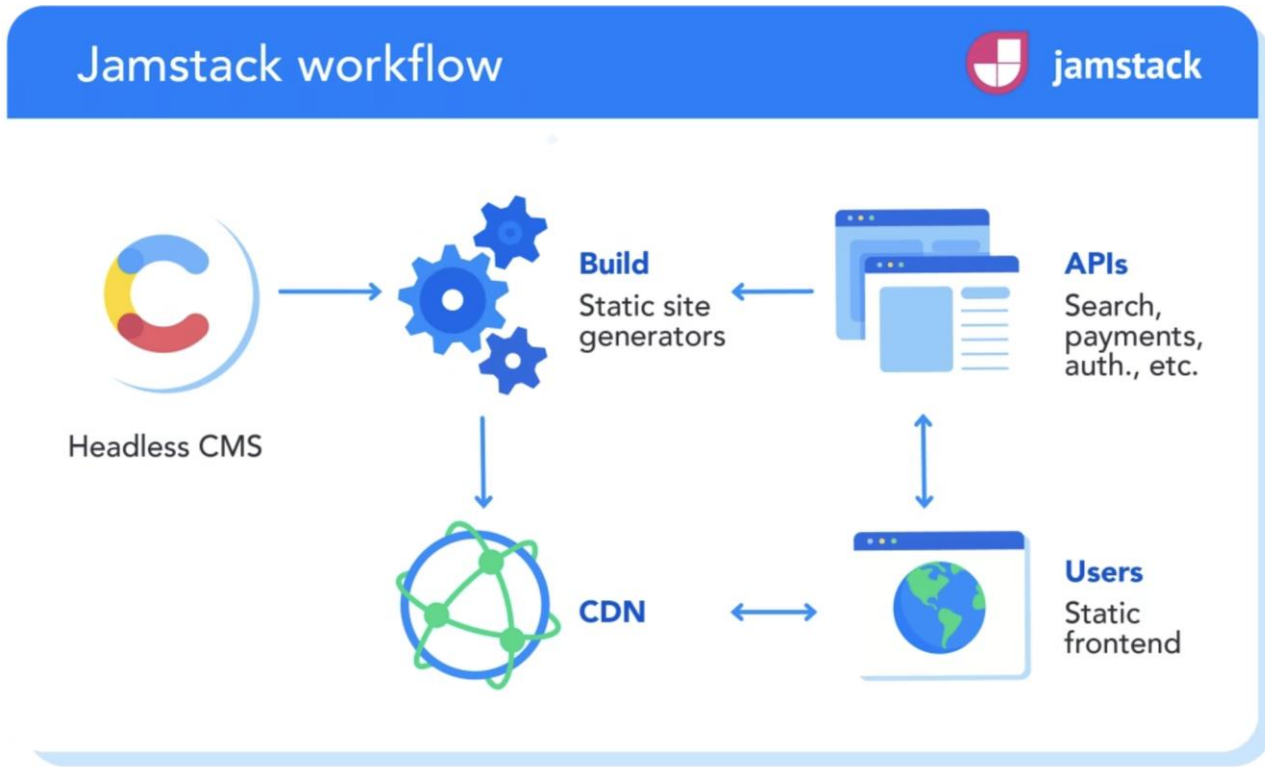 Jamstack workflow
jamstack
Build
Static site
generators
APIs
Search,
payments,
auth., etc.
Headless CMS
CDN
Users
Static
frontend